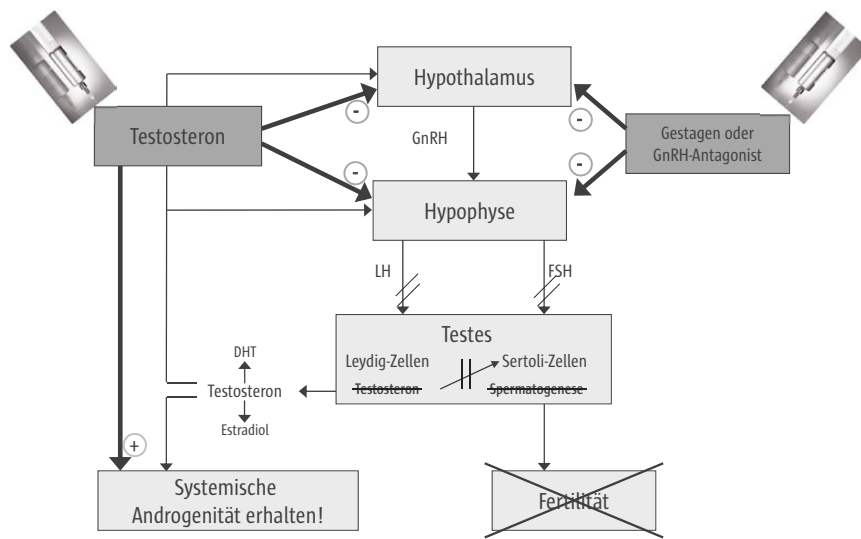 Hypothalamus
Testosteron
-
-
GnRH
-
-
Gestagen oder
GnRH-Antagonist
Hypophyse
LH
FSH
Testes
Leydig-Zellen
Sertoli-Zellen
Testosteron
Spermatogenese
DHT
Testosteron
Estradiol
+
Systemische
Androgenität erhalten!
Fertilität